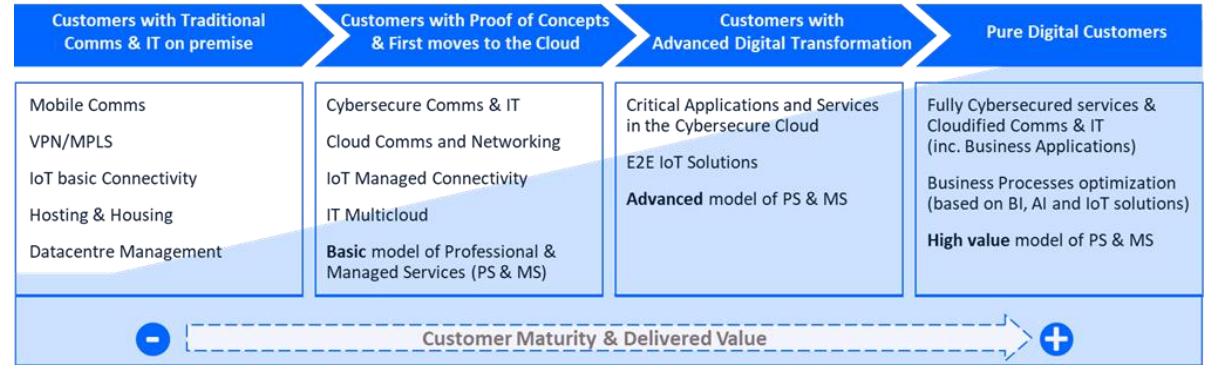 Customers with Traditional
Comms & IT on premise
Customers with Proof of Concepts
& First moves to the Cloud
Customers with
Advanced Digital Transformation
Pure Digital Customers
Mobile Comms
VPN/MPLS
IoT basic Connectivity
Hosting & Housing
Datacentre Management
Cybersecure Comms & IT
Cloud Comms and Networking
IoT Managed Connectivity
IT Multicloud
Basic model of Professional &
Managed Services (PS & MS)
Critical Applications and Services
in the Cybersecure Cloud
E2E IoT Solutions
Advanced model of PS & MS
Fully Cybersecured services &
Cloudified Comms & IT
(inc. Business Applications)
Business Processes optimization
(based on BI, AI and IoT solutions)
High value model of PS & MS
- Customer Maturity & Delivered Value +